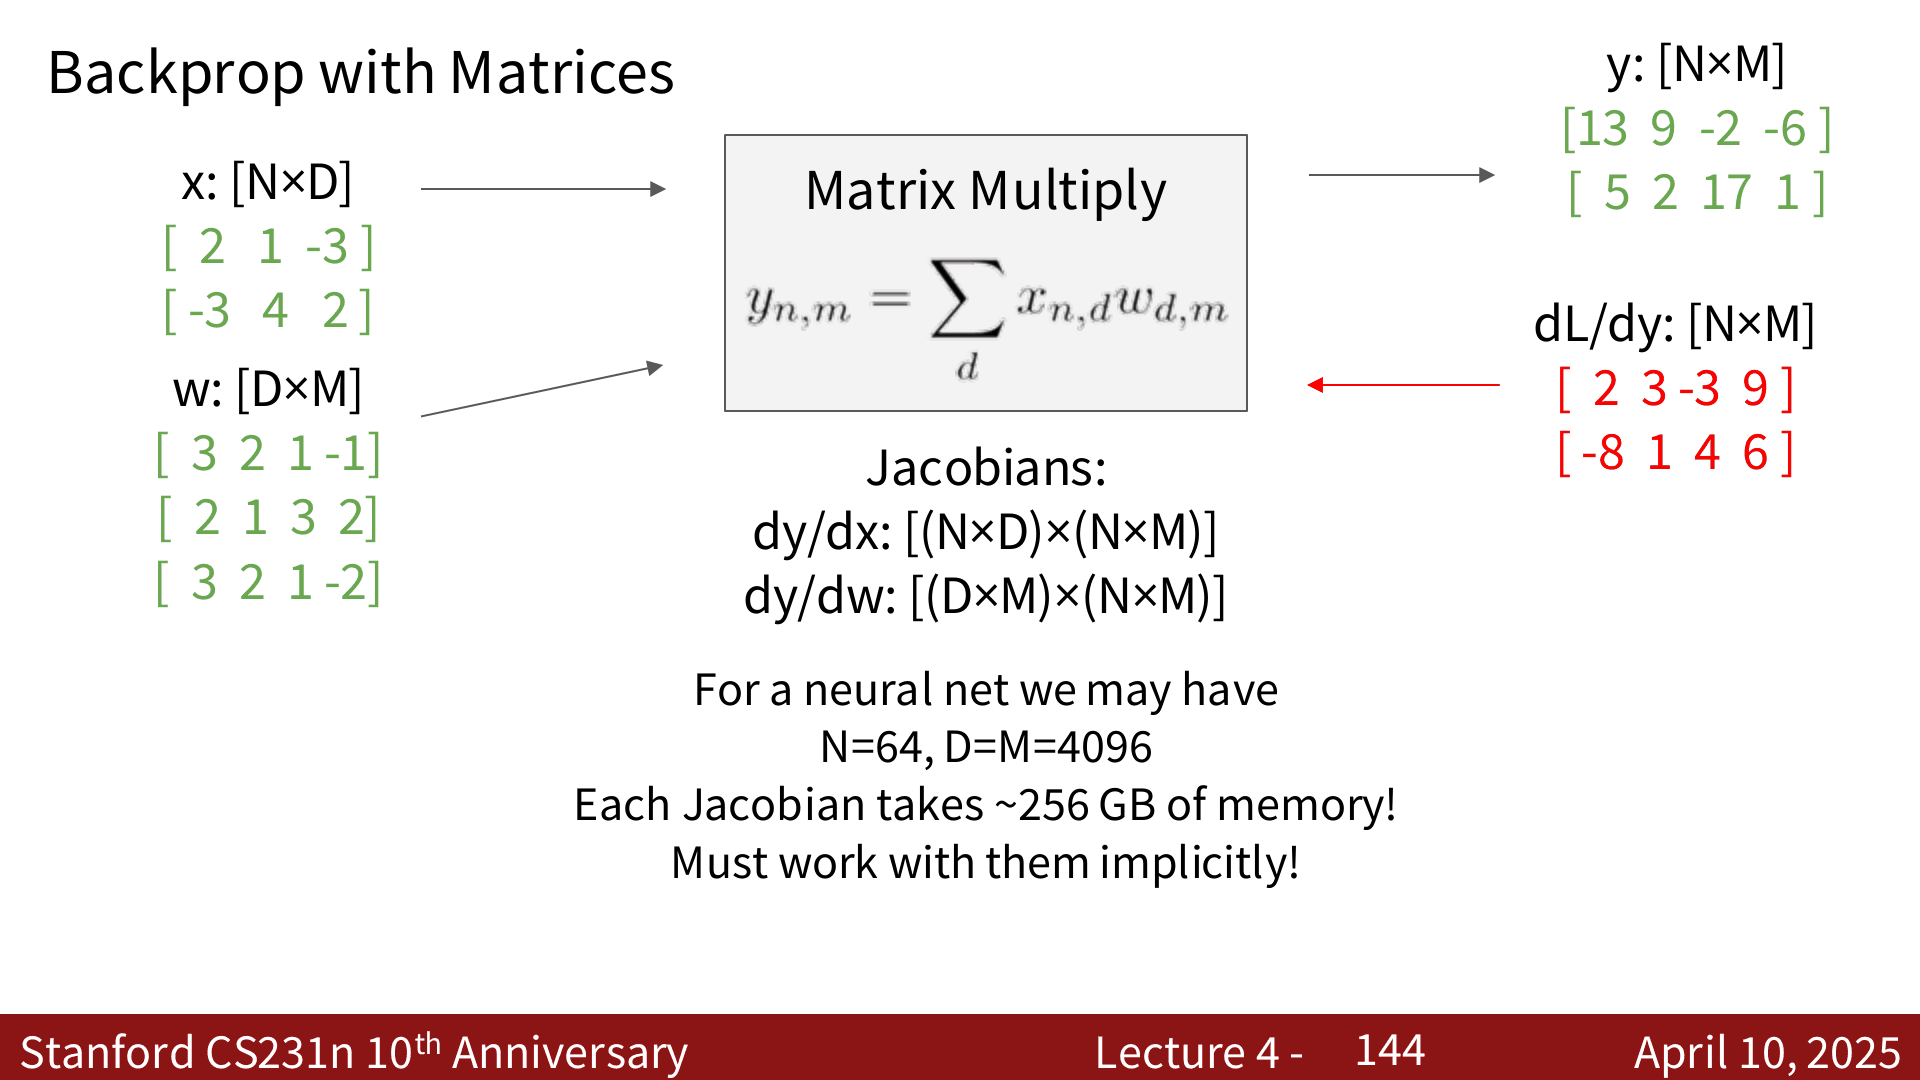 Backprop with Matrices
x: [N×D]
[ 2 1 -3 ]
[ -3 4 2 ]
w: [D×M]
[ 3 2 1 -1]
[ 2 1 3 2]
[ 3 2 1 -2]
Matrix Multiply
y_{n,m} = \sum_{d} x_{n,d} w_{d,m}
Jacobians:
dy/dx: [(N×D)×(N×M)]
dy/dw: [(D×M)×(N×M)]
For a neural net we may have
N=64, D=M=4096
Each Jacobian takes ~256 GB of memory!
Must work with them implicitly!
y: [N×M]
[13 9 -2 -6 ]
[ 5 2 17 1 ]
dL/dy: [N×M]
[ 2 3 -3 9 ]
[ -8 1 4 6 ]
Stanford CS231n 10th Anniversary
Lecture 4 - 144
April 10, 2025